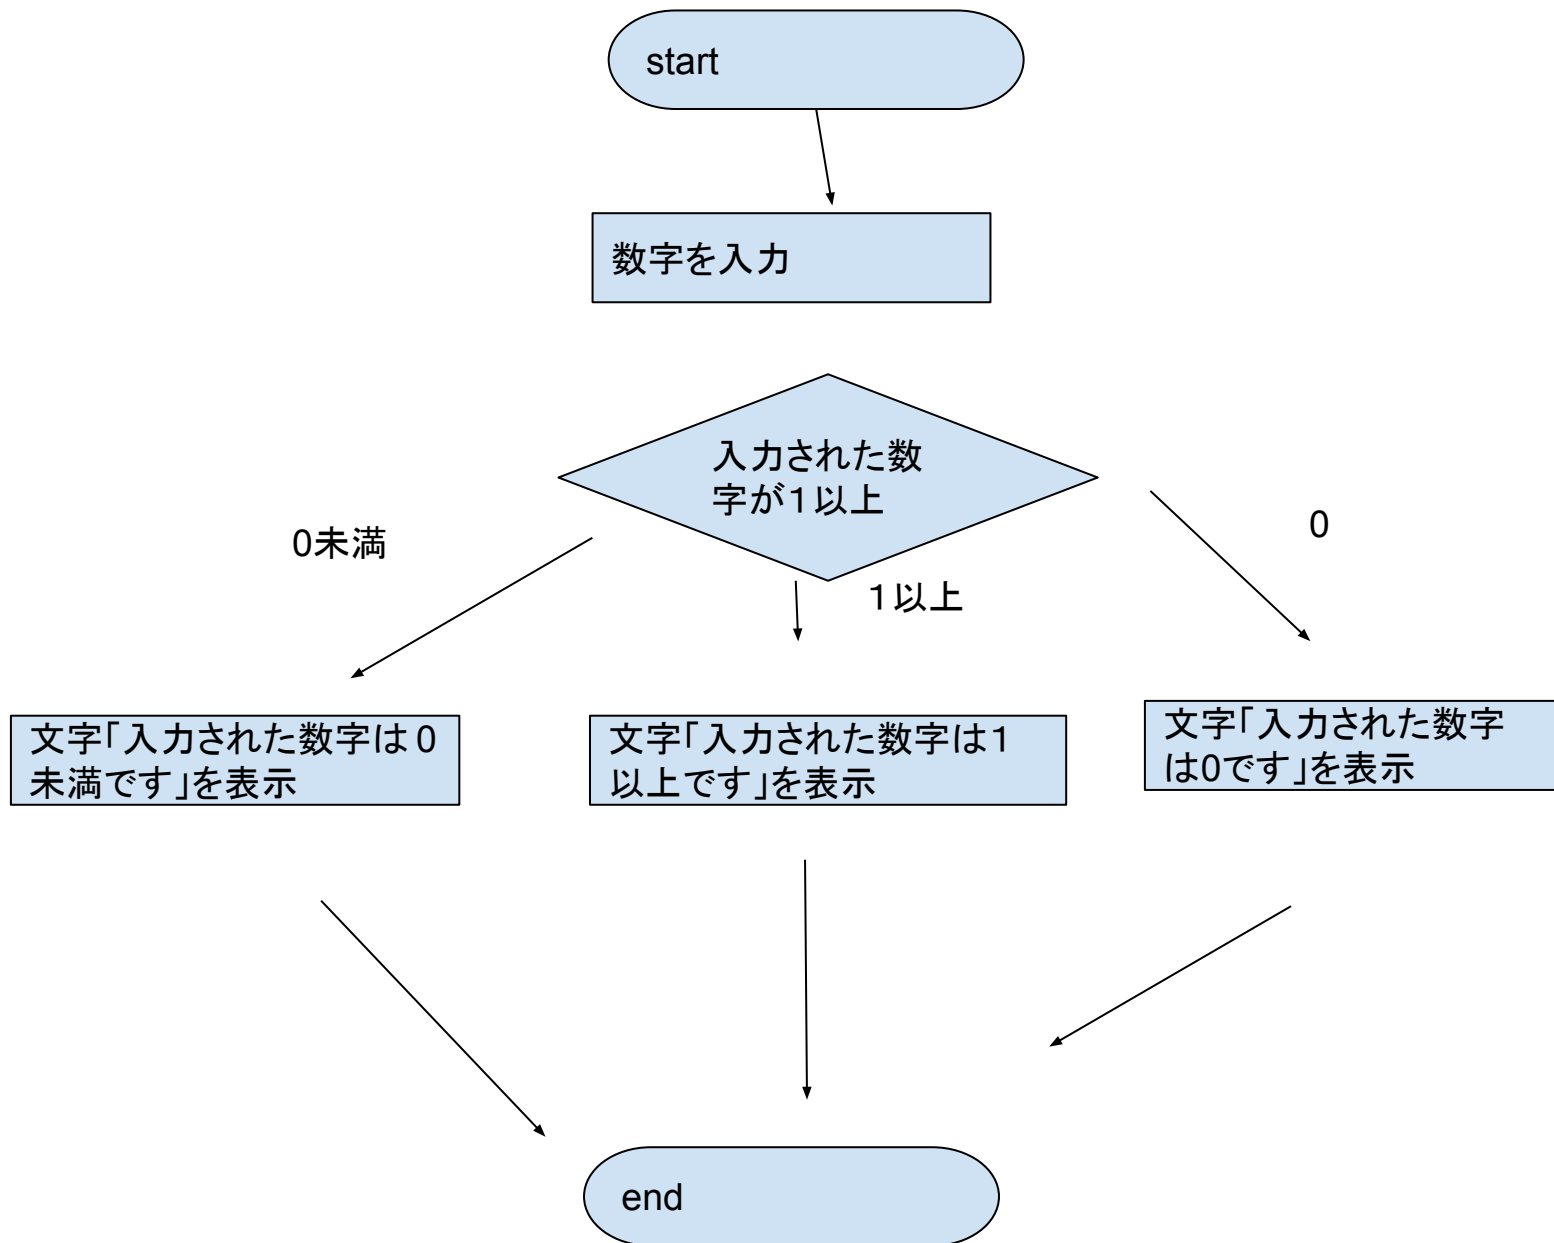 start
数字を入力
入力された数
字が１以上
0未満
0
１以上
文字「入力された数字は0
未満です」を表示
文字「入力された数字は１
以上です」を表示
文字「入力された数字
は0です」を表示
end